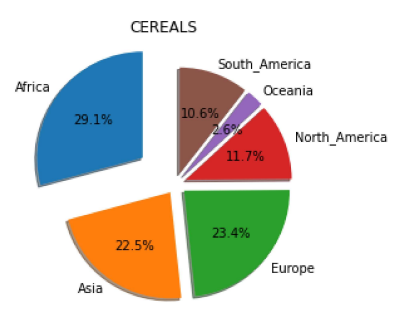 CEREALS
South_America
Africa
Oceania
10.6%
29.1%
2.6%
North_America
11.7%
23.4%
22.5%
Europe
Asia